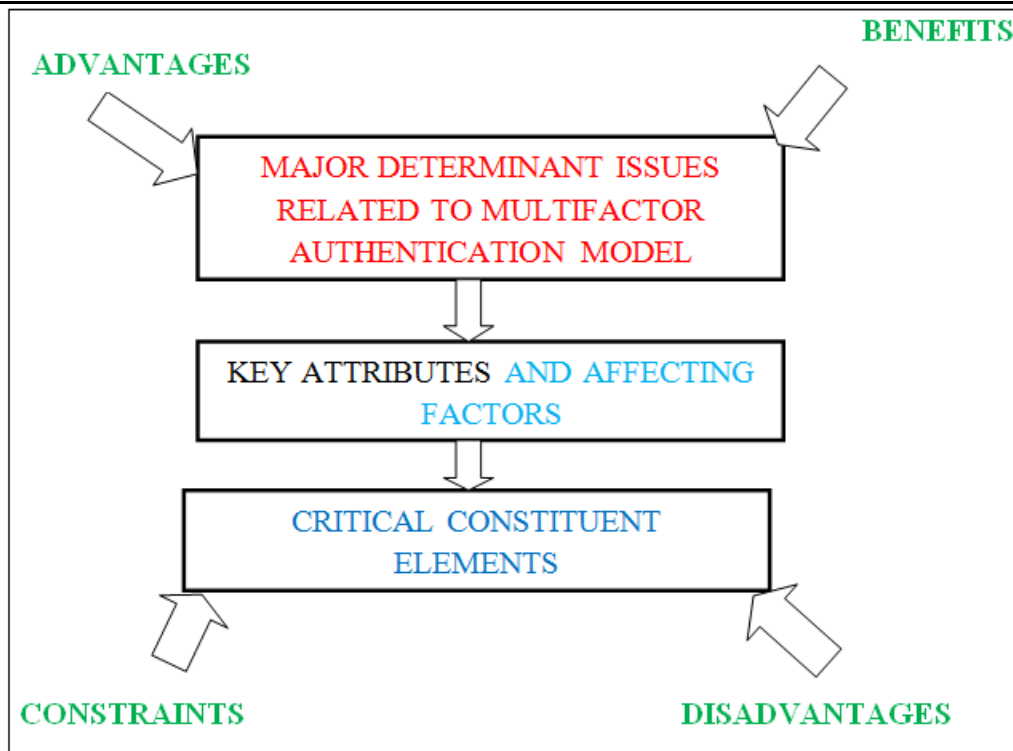 BENEFITS
ADVANTAGES
MAJOR DETERMINANT ISSUES
RELATED TO MULTIFACTOR
AUTHENTICATION MODEL
KEY ATTRIBUTES AND AFFECTING
FACTORS
CRITICAL CONSTITUENT
ELEMENTS
CONSTRAINTS
DISADVANTAGES